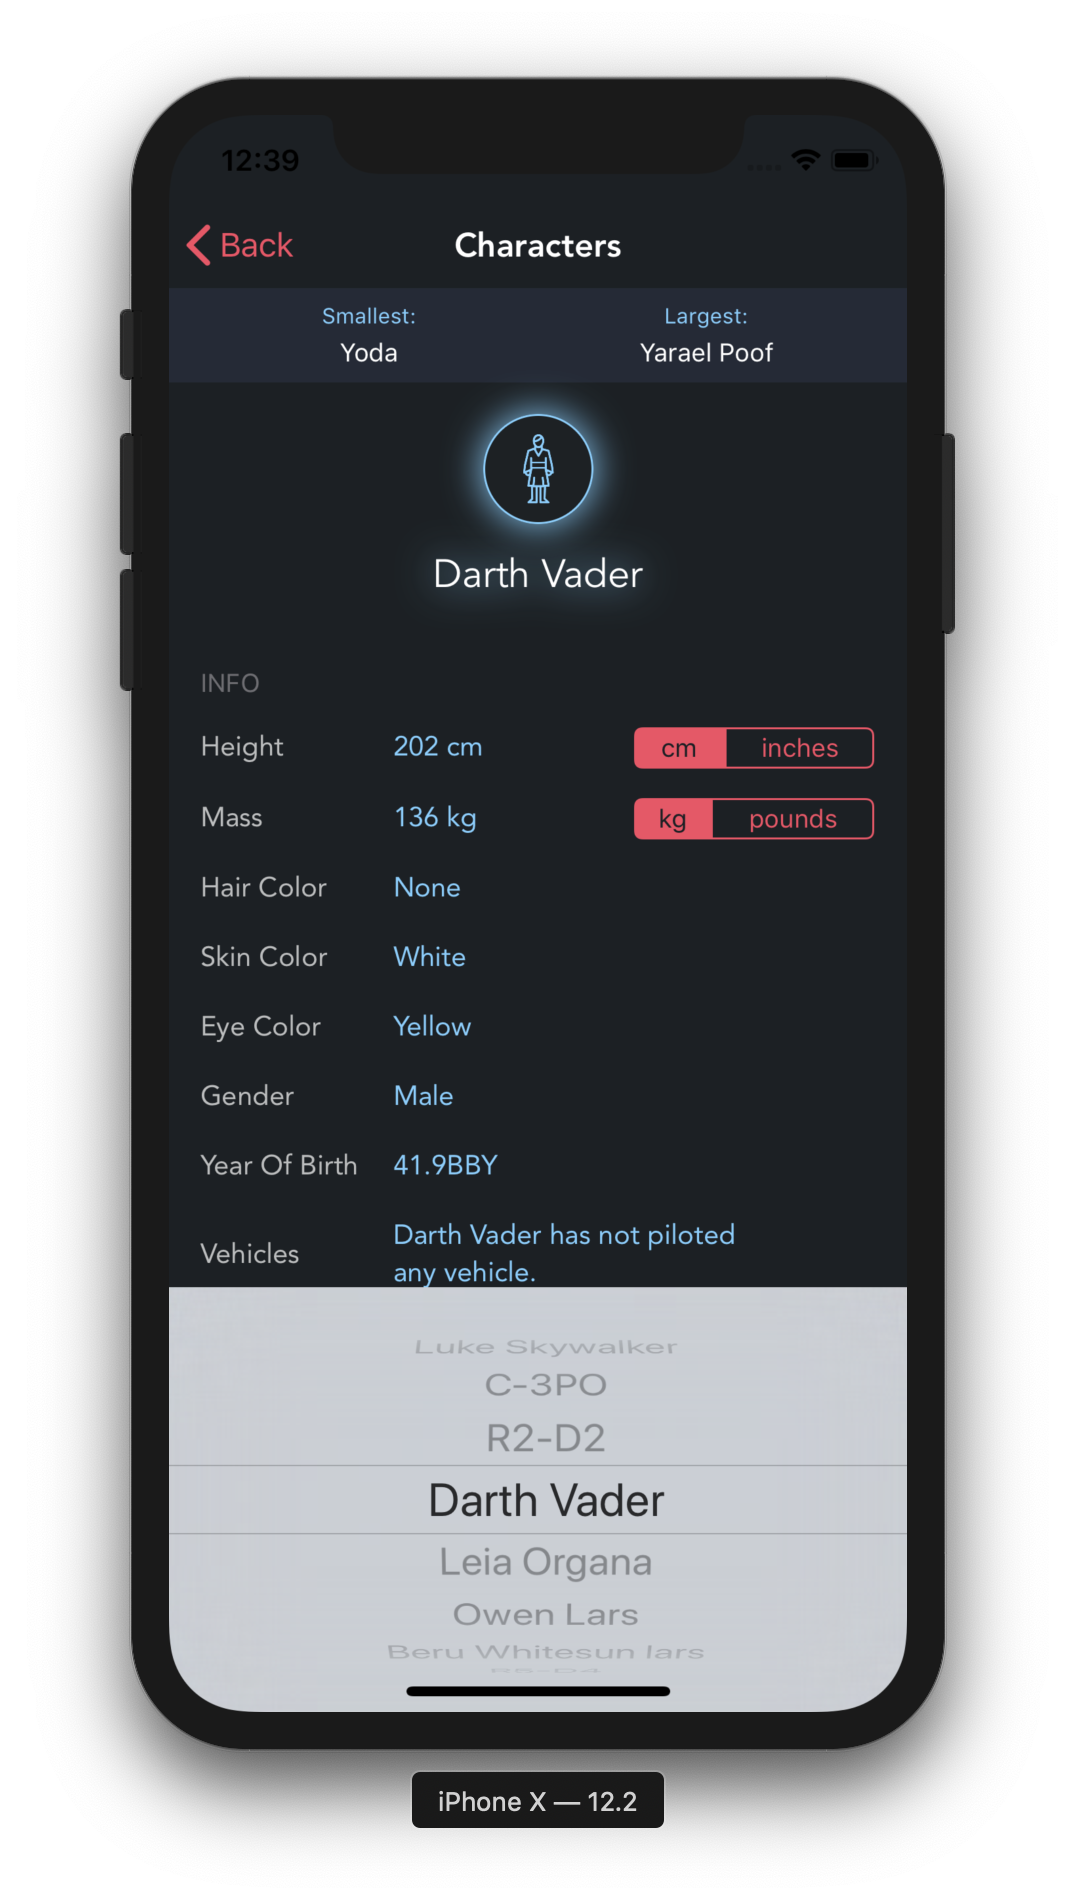 12:39
Back
Characters
Smallest:
Largest:
Yoda
Yarael Poof
Darth Vader
INFO
Height 202 cm cm inches
Mass 136 kg kg pounds
Hair Color None
Skin Color White
Eye Color Yellow
Gender Male
Year Of Birth 41.9BBY
Vehicles Darth Vader has not piloted
any vehicle.
Luke Skywalker
C-3PO
R2-D2
Darth Vader
Leia Organa
Owen Lars
Beru Whitesun lars
R5-D4
iPhone X — 12.2